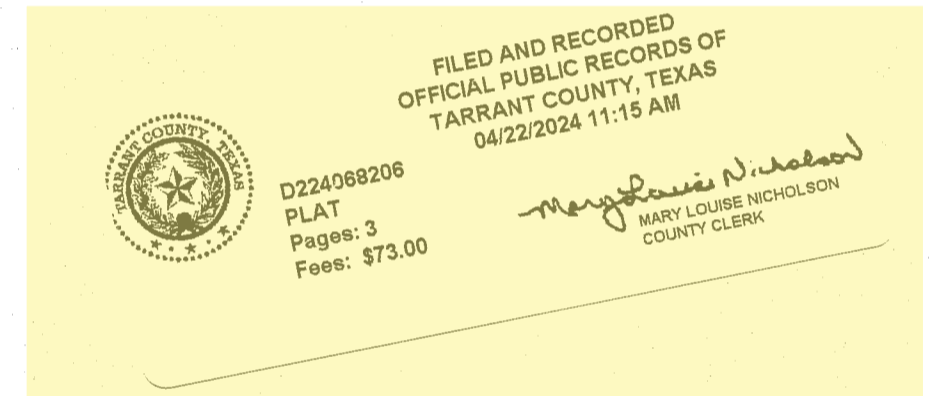 FILED AND RECORDED
OFFICIAL PUBLIC RECORDS OF
TARRANT COUNTY, TEXAS
04/22/2024 11:15 AM
TARRANT COUNTY, TEXAS
D224068206
PLAT
Pages: 3
Fees: $73.00
Mary Louise Nicholson
MARY LOUISE NICHOLSON
COUNTY CLERK